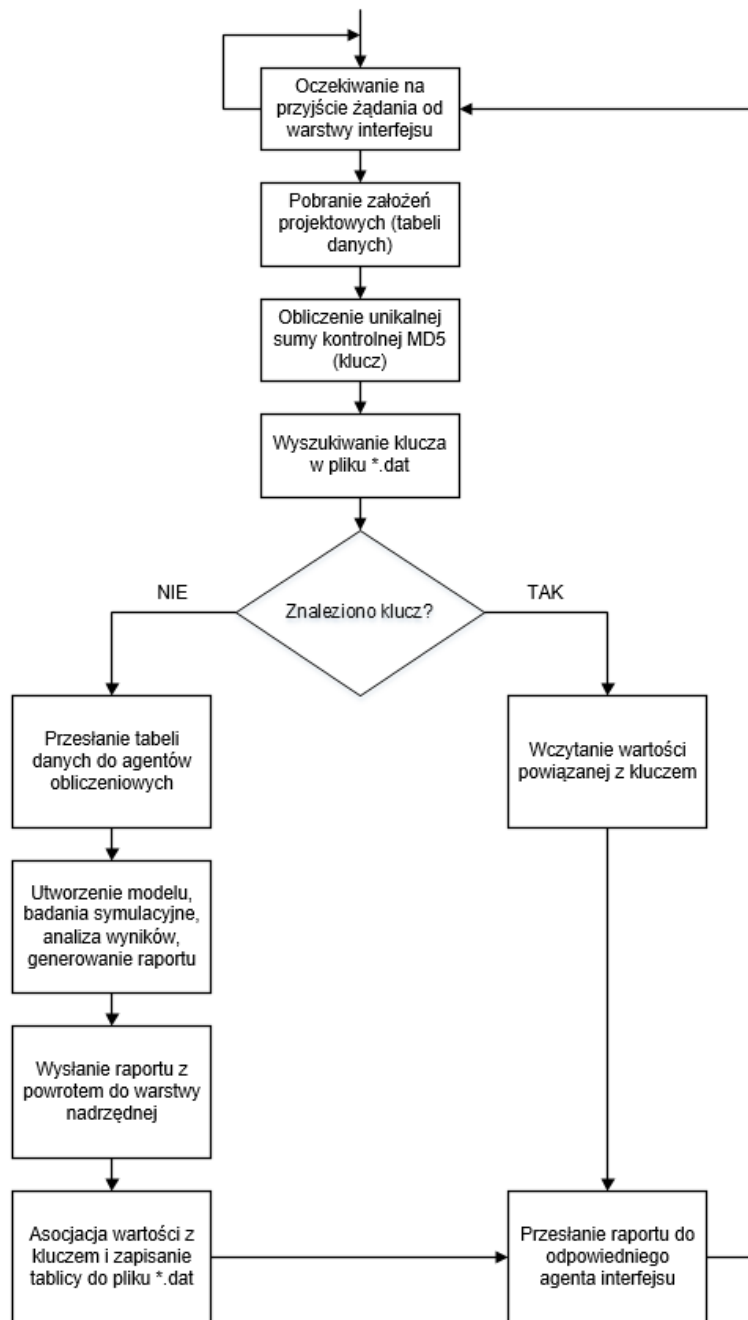 Oczekiwanie na
przyjście żądania od
warstwy interfejsu
Pobranie założeń
projektowych (tabeli
danych)
Obliczenie unikalnej
sumy kontrolnej MD5
(klucz)
Wyszukiwanie klucza
w pliku *.dat
NIE
TAK
Znaleziono klucz?
Przesłanie tabeli
danych do agentów
obliczeniowych
Wczytanie wartości
powiązanej z kluczem
Utworzenie modelu,
badania symulacyjne,
analiza wyników,
generowanie raportu
Wysłanie raportu z
powrotem do warstwy
nadrzędnej
Asocjacja wartości z
kluczem i zapisanie
tablicy do pliku *.dat
Przesłanie raportu do
odpowiedniego
agenta interfejsu